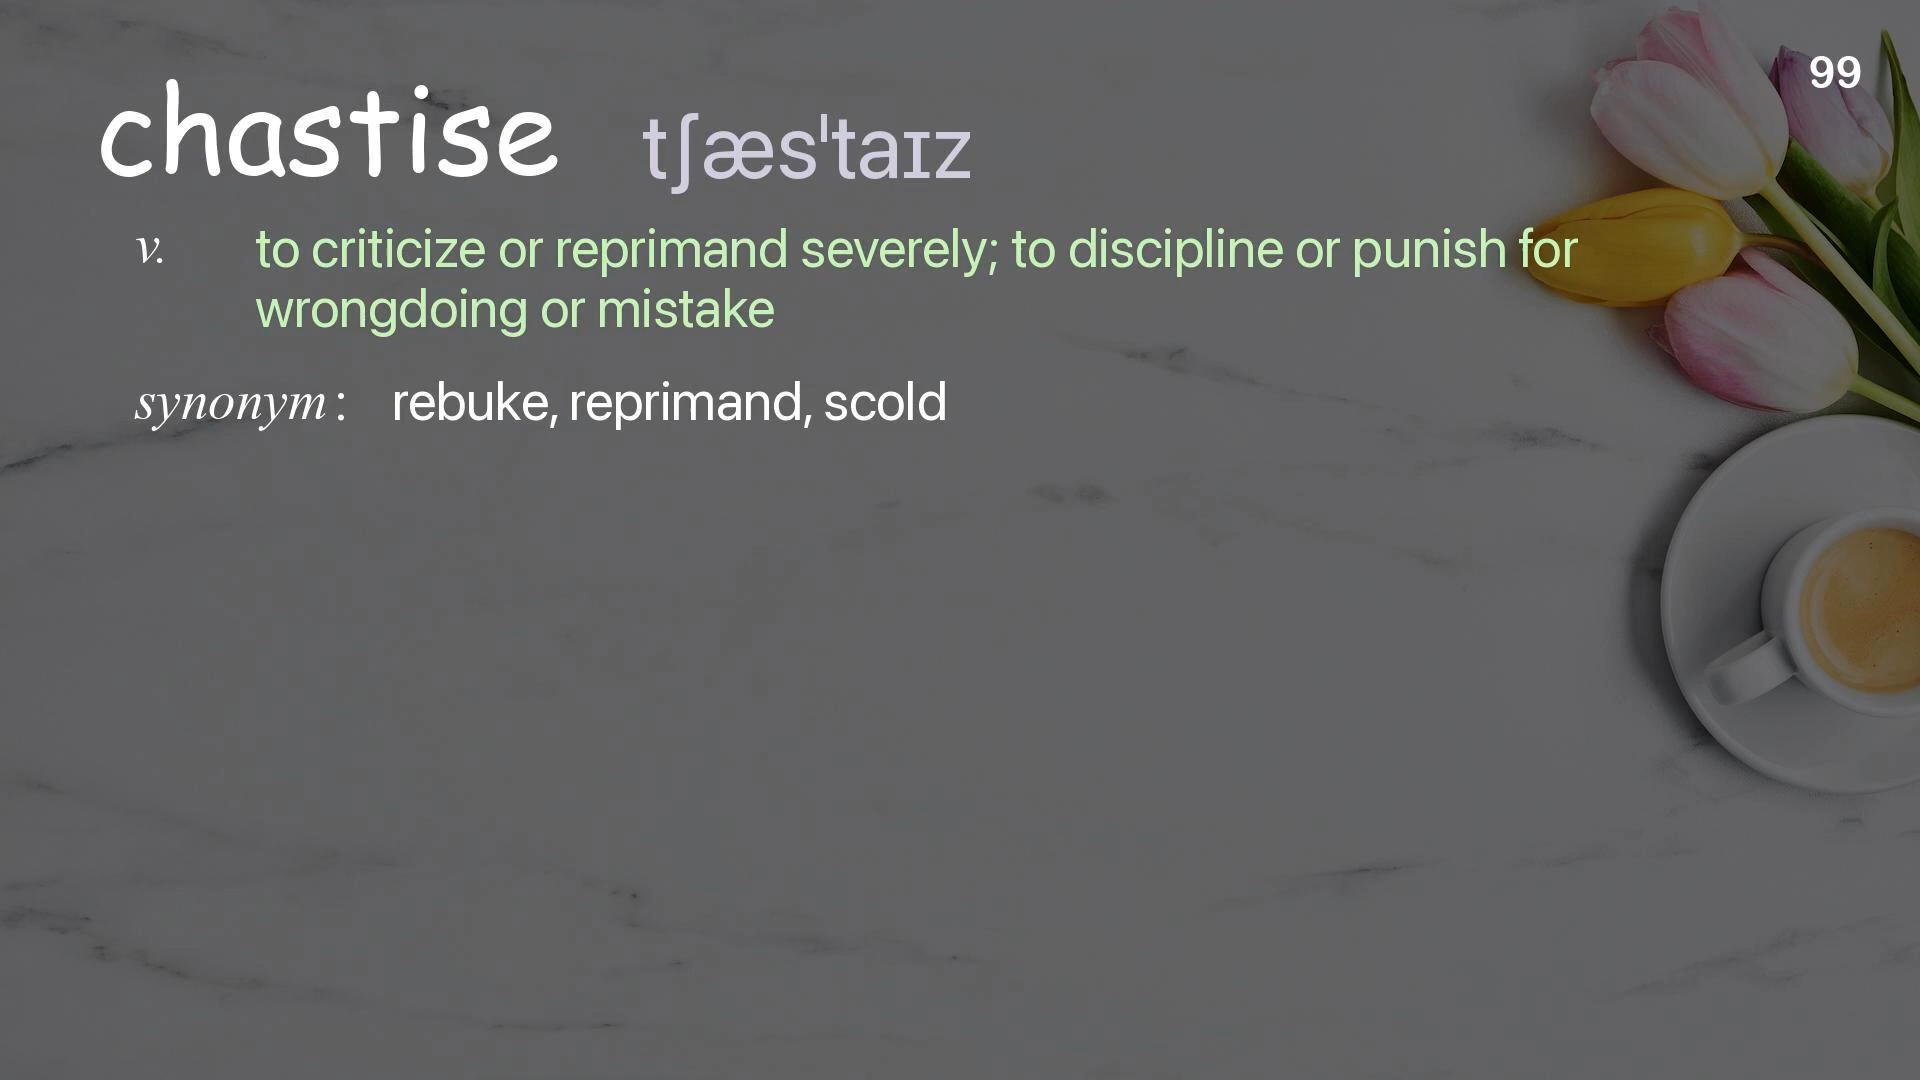 99
chastise tʃæsˈtaɪz
v. to criticize or reprimand severely; to discipline or punish for
wrongdoing or mistake
synonym : rebuke, reprimand, scold